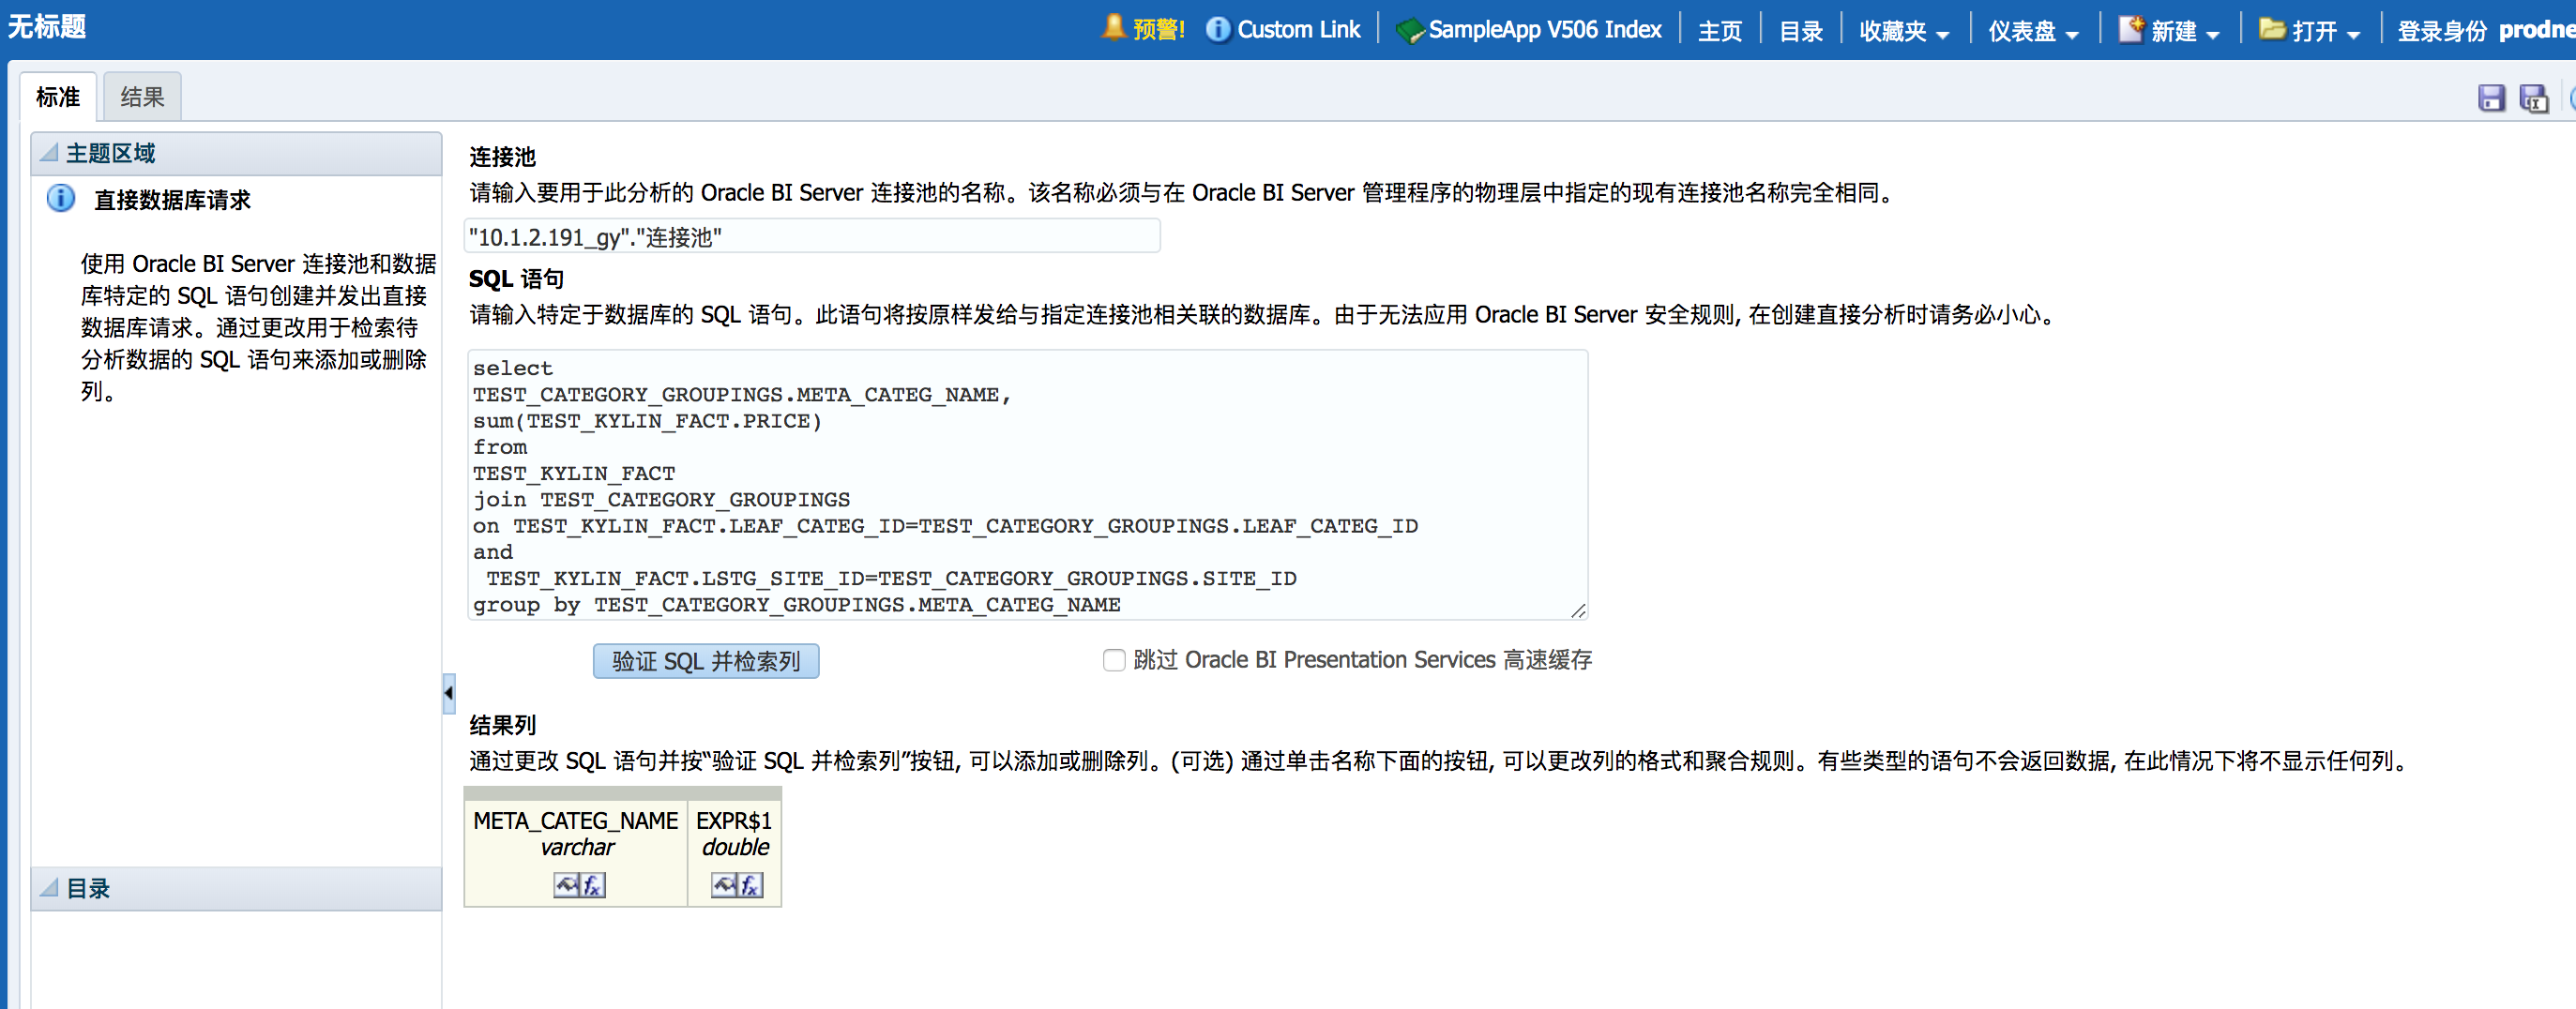 无标题
预警! Custom Link SampleApp V506 Index 主页 目录 收藏夹 仪表盘 新建 打开 登录身份 prodne
标准 结果
主题区域
直接数据库请求
使用 Oracle BI Server 连接池和数据
库特定的 SQL 语句创建并发出直接
数据库请求。通过更改用于检索待
分析数据的 SQL 语句来添加或删除
列。
目录
连接池
请输入要用于此分析的 Oracle BI Server 连接池的名称。该名称必须与在 Oracle BI Server 管理程序的物理层中指定的现有连接池名称完全相同。
"10.1.2.191_gy"."连接池"
SQL 语句
请输入特定于数据库的 SQL 语句。此语句将按原样发给与指定连接池相关联的数据库。由于无法应用 Oracle BI Server 安全规则, 在创建直接分析时请务必小心。
select
TEST_CATEGORY_GROUPINGS.META_CATEG_NAME,
sum(TEST_KYLIN_FACT.PRICE)
from
TEST_KYLIN_FACT
join TEST_CATEGORY_GROUPINGS
on TEST_KYLIN_FACT.LEAF_CATEG_ID=TEST_CATEGORY_GROUPINGS.LEAF_CATEG_ID
and
TEST_KYLIN_FACT.LSTG_SITE_ID=TEST_CATEGORY_GROUPINGS.SITE_ID
group by TEST_CATEGORY_GROUPINGS.META_CATEG_NAME
验证 SQL 并检索列 跳过 Oracle BI Presentation Services 高速缓存
结果列
通过更改 SQL 语句并按“验证 SQL 并检索列”按钮, 可以添加或删除列。(可选) 通过单击名称下面的按钮, 可以更改列的格式和聚合规则。有些类型的语句不会返回数据, 在此情况下将不显示任何列。
META_CATEG_NAME EXPR$1
varchar double
fx fx